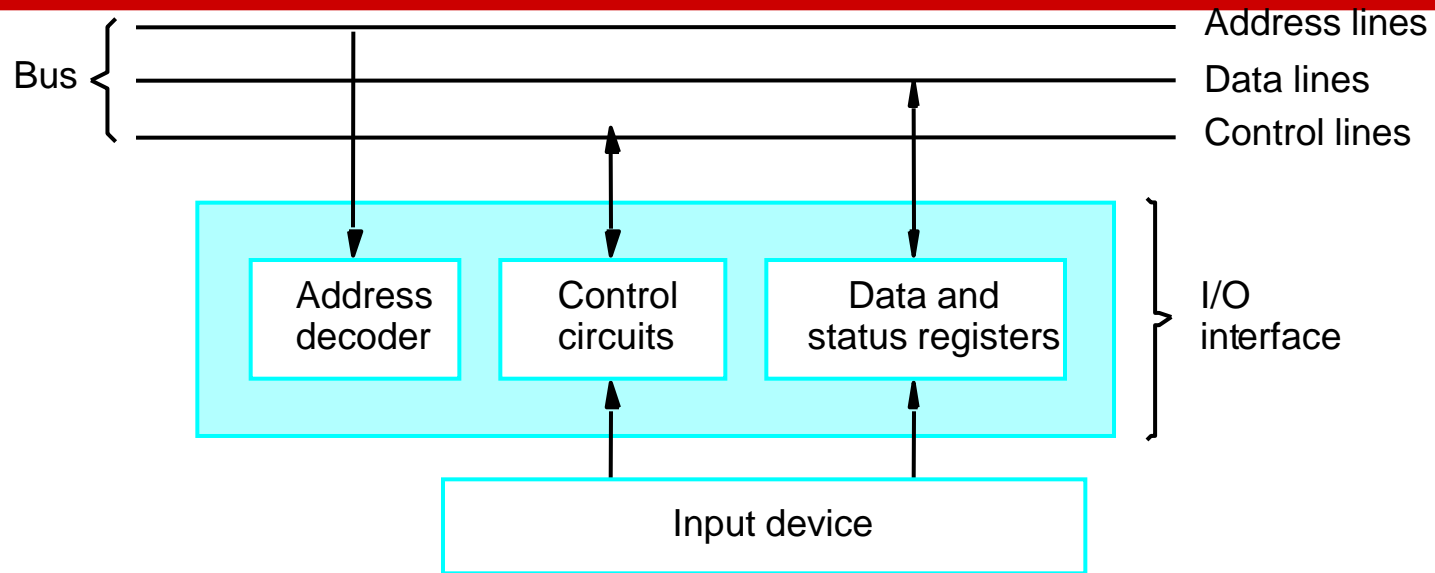 Address lines
Bus
Data lines
Control lines
Address
decoder
Control
circuits
Data and
status registers
I/O
interface
Input device